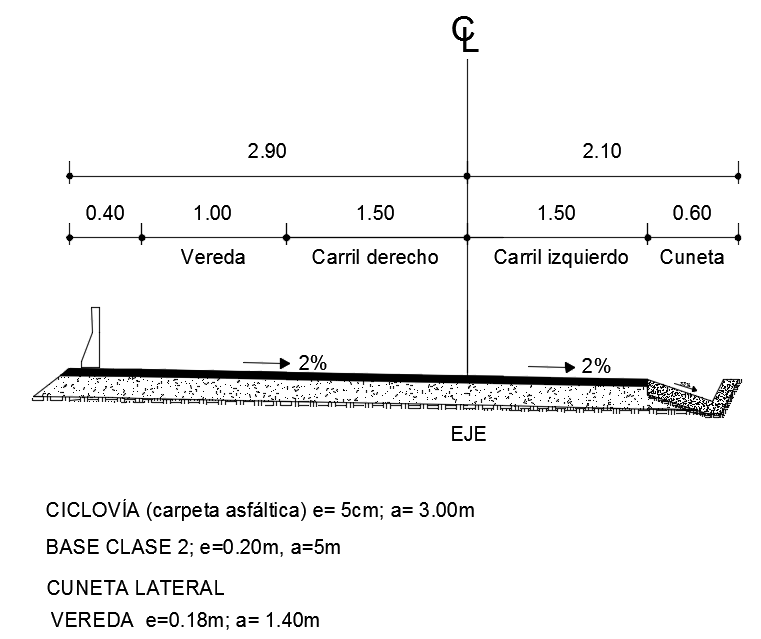 CL
2.90 2.10
0.40 1.00 1.50 1.50 0.60
Vereda Carril derecho Carril izquierdo Cuneta
2% 2%
EJE
CICLOVÍA (carpeta asfáltica) e= 5cm; a= 3.00m
BASE CLASE 2; e=0.20m, a=5m
CUNETA LATERAL
VEREDA e=0.18m; a= 1.40m